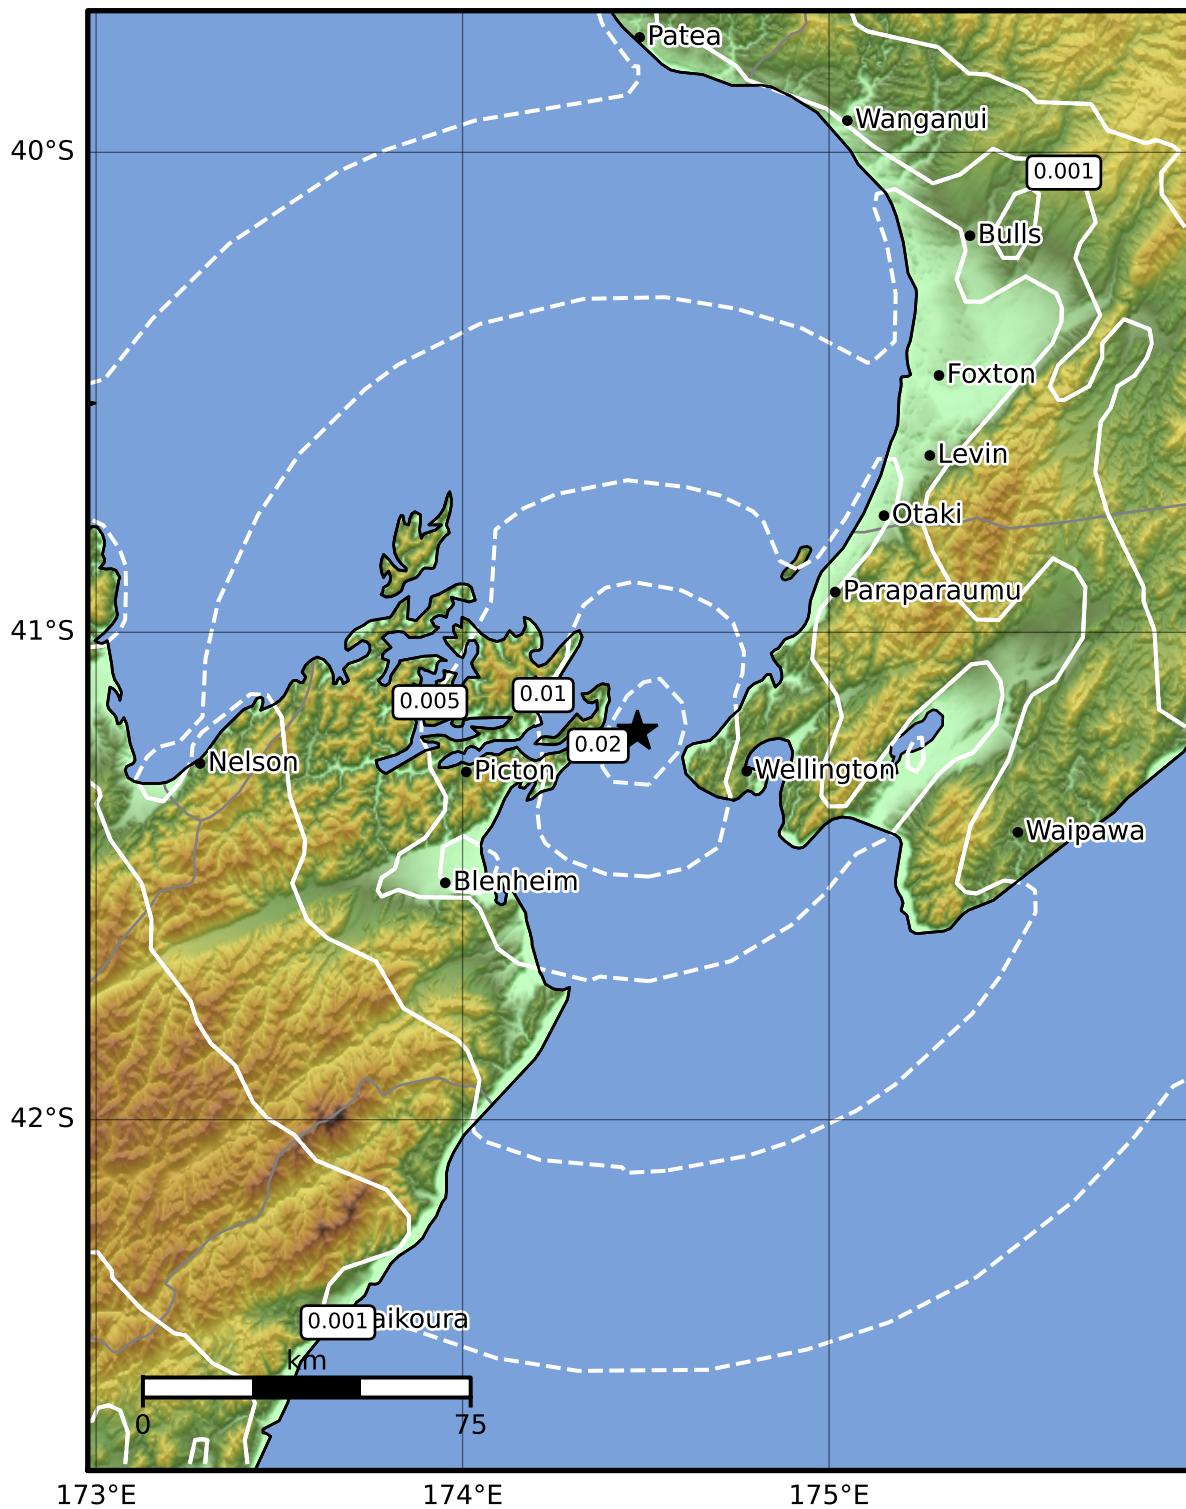 Patea
Wanganui
40°S
0.001
Bulls
Foxton
Levin
Otaki
Paraparaumu
41°S
0.005
0.01
0.02
Nelson
Picton
Wellington
Waipawa
Blenheim
42°S
0.001
aikoura
km
0
75
173°E
174°E
175°E